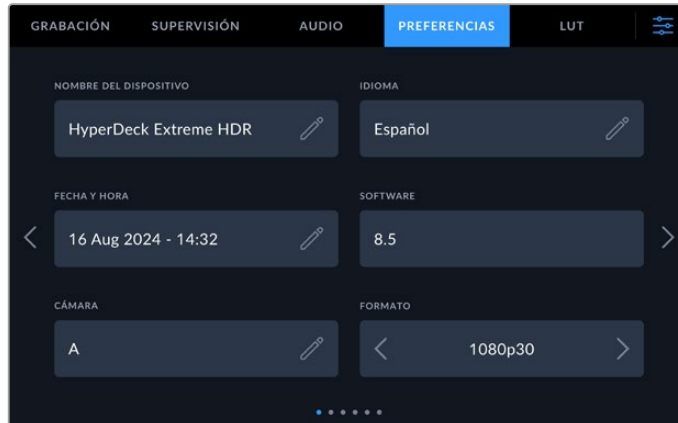 GRABACIÓN SUPERVISIÓN AUDIO PREFERENCIAS LUT
NOMBRE DEL DISPOSITIVO IDIOMA
HyperDeck Extreme HDR Español
FECHA Y HORA SOFTWARE
16 Aug 2024 - 14:32 8.5
CÁMARA FORMATO
A 1080p30